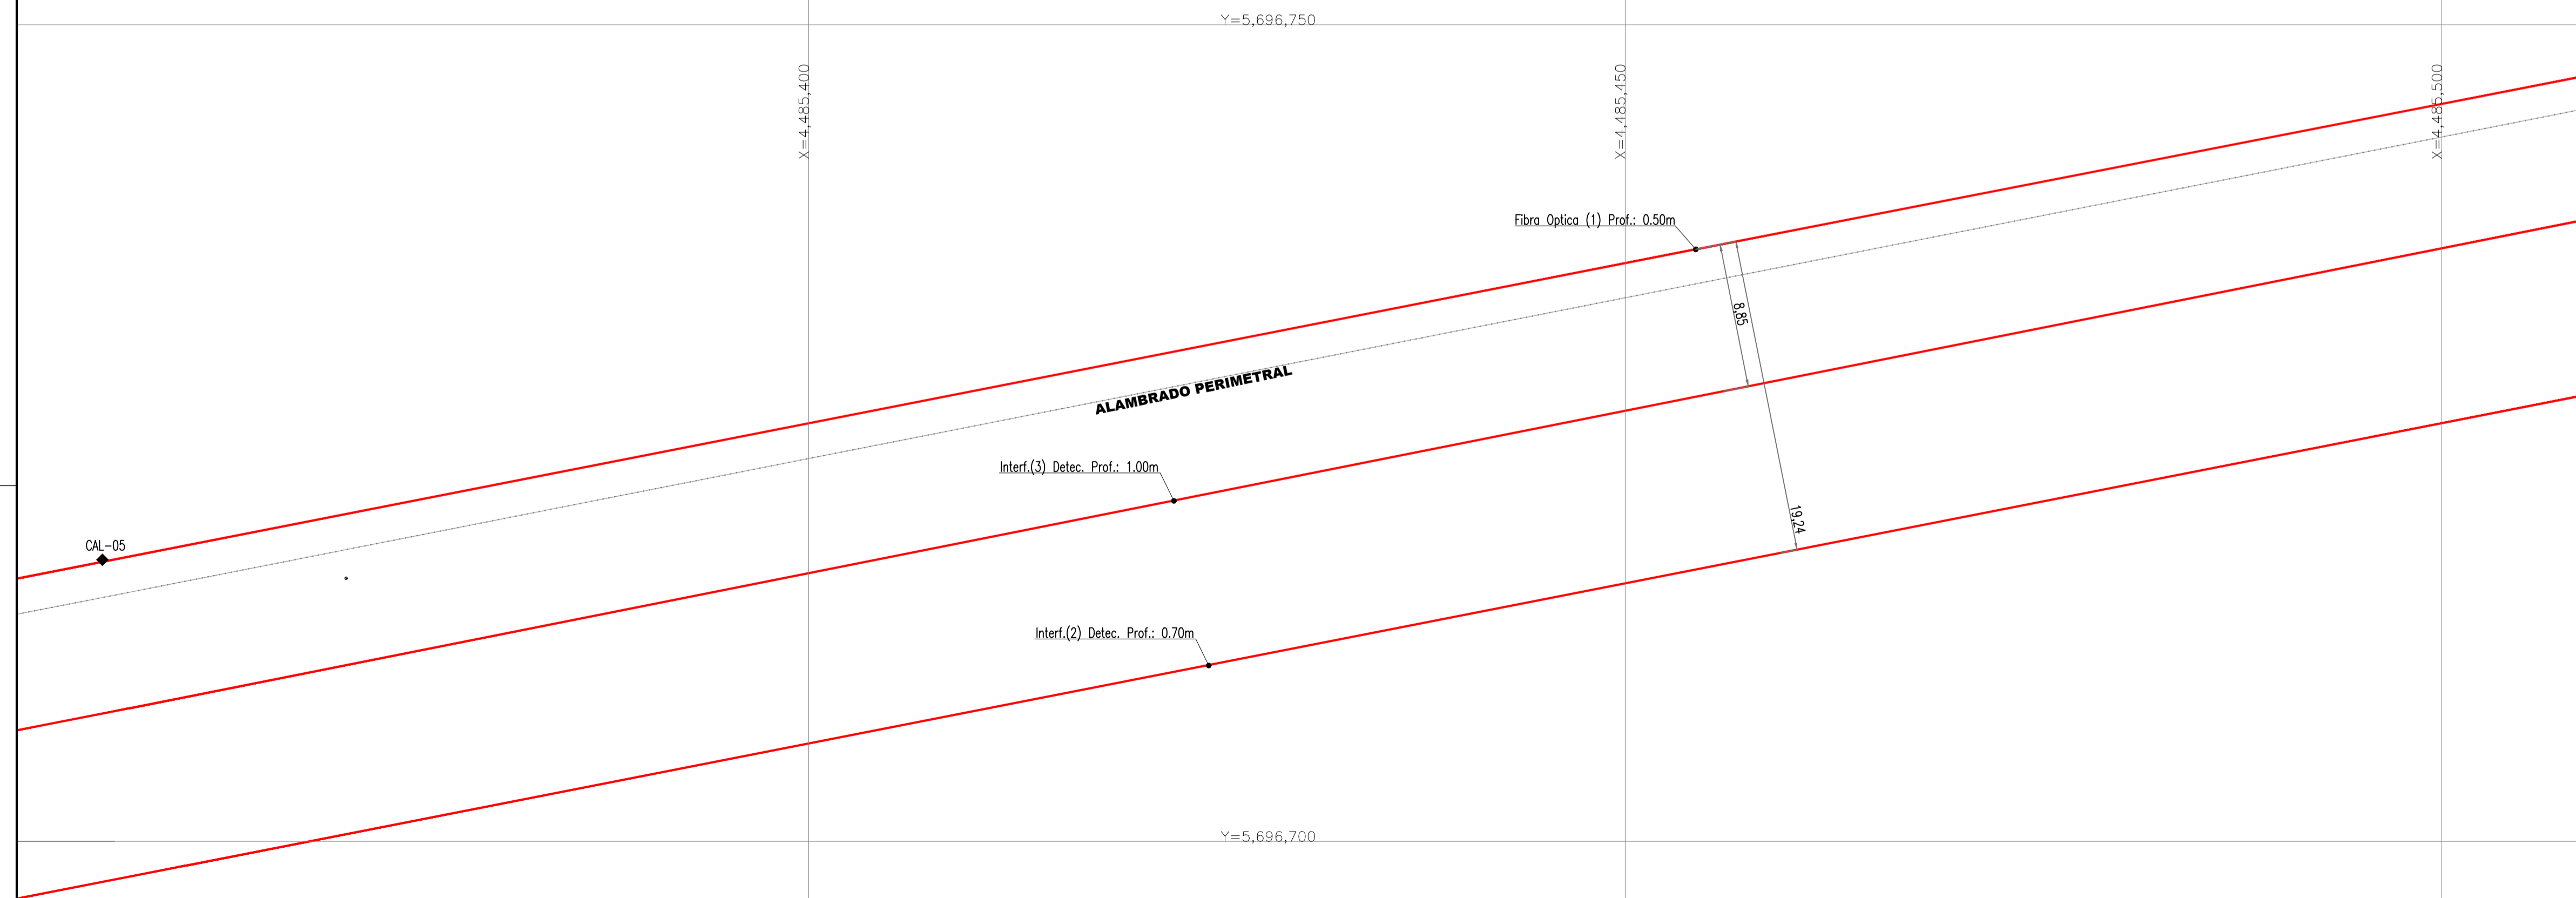 Y=5,696,750
X=4,485,400
X=4,485,450
X=4,485,500
Fibra Optica (1) Prof.: 0.50m
8,85
ALAMBRADO PERIMETRAL
Interf.(3) Detec. Prof.: 1.00m
19,24
CAL-05
Interf.(2) Detec. Prof.: 0.70m
Y=5,696,700